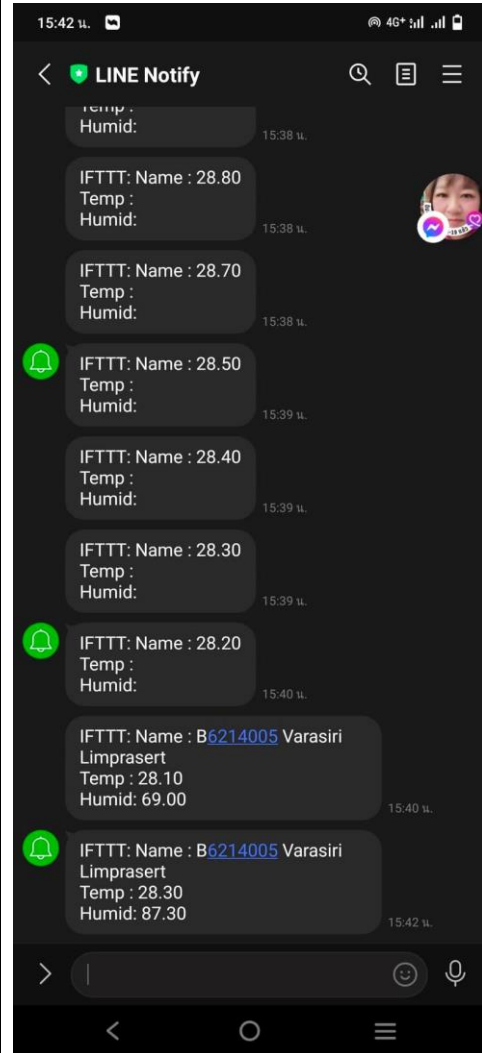 15:42 น.
4G+
LINE Notify
Temp :
Humid:
15:38 น.
IFTTT: Name : 28.80
Temp :
Humid:
15:38 น.
IFTTT: Name : 28.70
Temp :
Humid:
15:38 น.
IFTTT: Name : 28.50
Temp :
Humid:
15:39 น.
IFTTT: Name : 28.40
Temp :
Humid:
15:39 น.
IFTTT: Name : 28.30
Temp :
Humid:
15:39 น.
IFTTT: Name : 28.20
Temp :
Humid:
15:40 น.
IFTTT: Name : B6214005 Varasiri
Limprasert
Temp : 28.10
Humid: 69.00
15:40 น.
IFTTT: Name : B6214005 Varasiri
Limprasert
Temp : 28.30
Humid: 87.30
15:42 น.